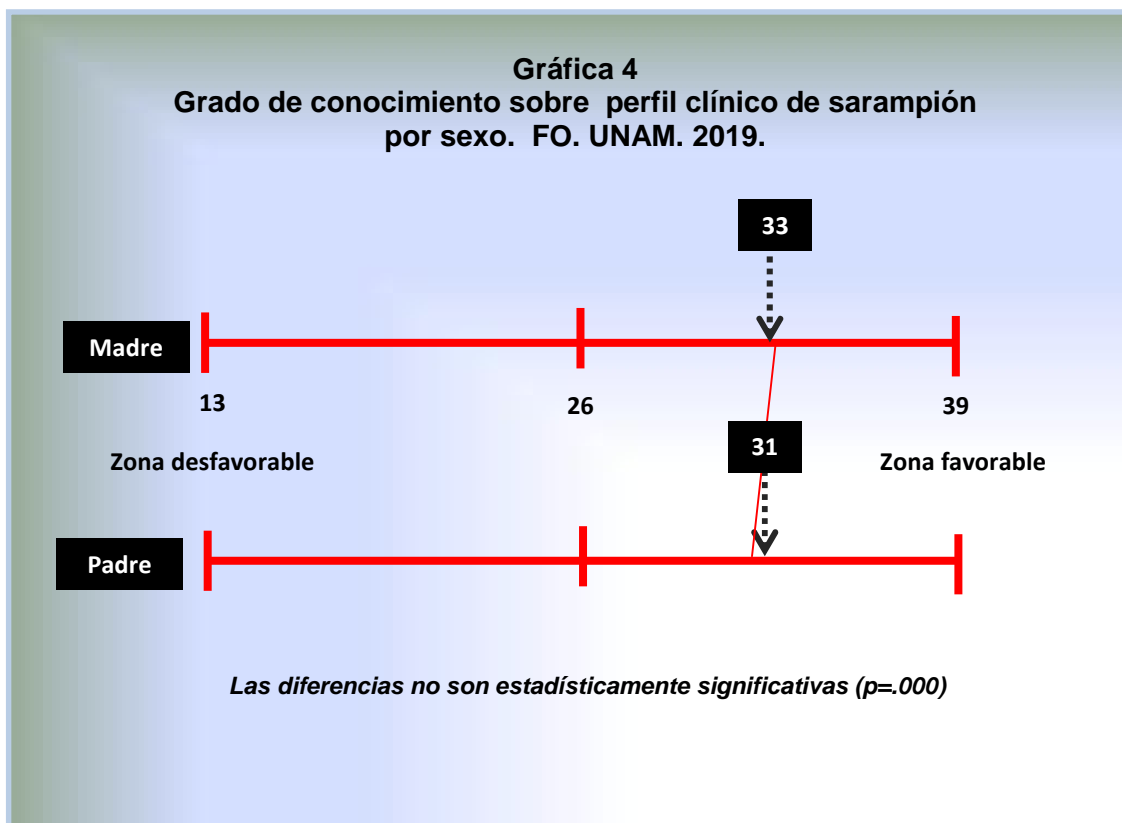 Gráfica 4
Grado de conocimiento sobre perfil clínico de sarampión
por sexo. FO. UNAM. 2019.
33
Madre
13 26 39
Zona desfavorable 31 Zona favorable
Padre
Las diferencias no son estadísticamente significativas (p=.000)